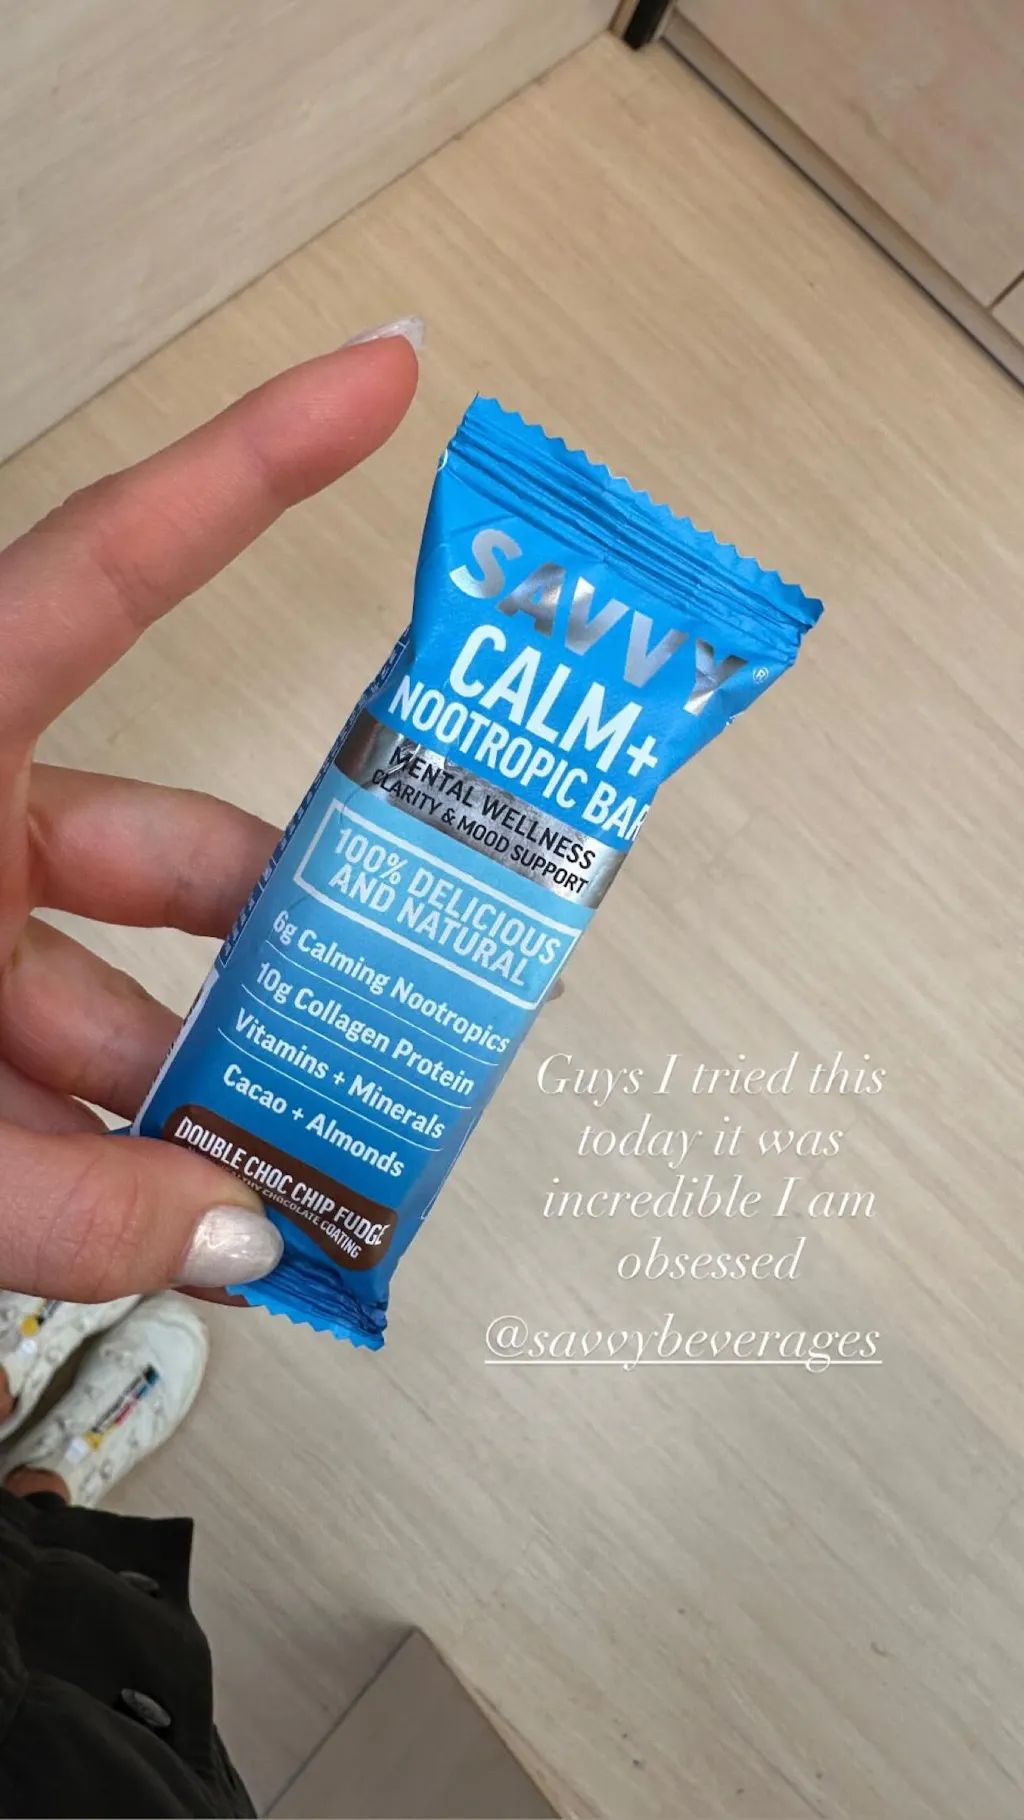 SAVVY®
CALM+
NOOTROPIC BAR
MENTAL WELLNESS
CLARITY & MOOD SUPPORT
100% DELICIOUS
AND NATURAL
6g Calming Nootropics
10g Collagen Protein
Vitamins + Minerals
Cacao + Almonds
DOUBLE CHOC CHIP FUDGE
CHOCOLATE COATING
Guys I tried this
today it was
incredible I am
obsessed
@savvybeverages